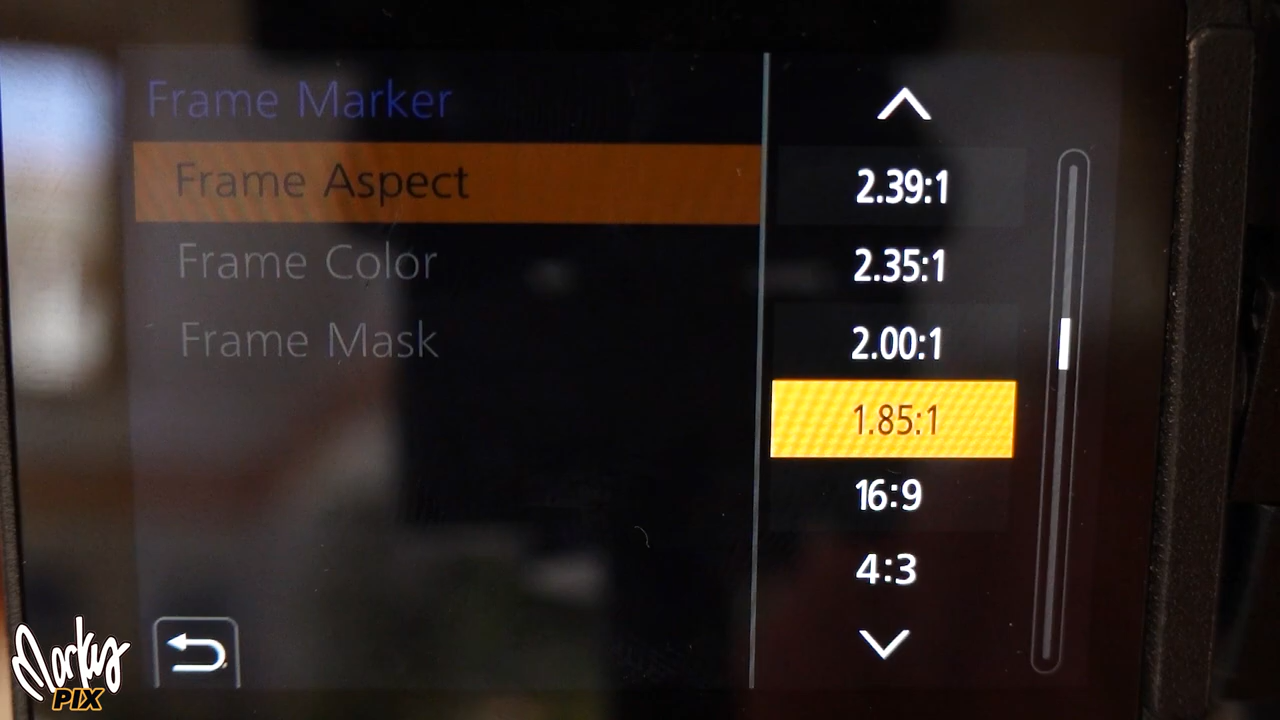 Frame Marker
Frame Aspect
Frame Color
Frame Mask
2.39:1
2.35:1
2.00:1
1.85:1
16:9
4:3
Markus
PIX